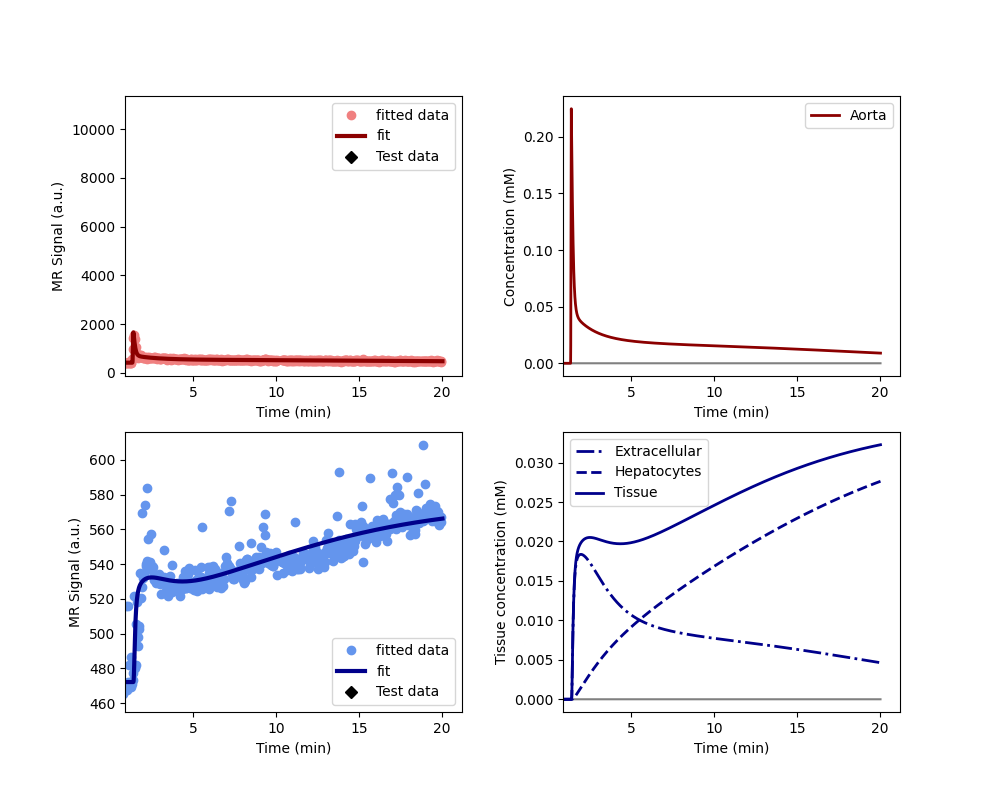 MR Signal (a.u.)
10000
8000
6000
4000
2000
0
fitted data
fit
Test data
5
10
15
20
Time (min)
Concentration (mM)
0.20
0.15
0.10
0.05
0.00
Aorta
5
10
15
20
Time (min)
MR Signal (a.u.)
600
580
560
540
520
500
480
460
fitted data
fit
Test data
5
10
15
20
Time (min)
Tissue concentration (mM)
0.030
0.025
0.020
0.015
0.010
0.005
0.000
Extracellular
Hepatocytes
Tissue
5
10
15
20
Time (min)